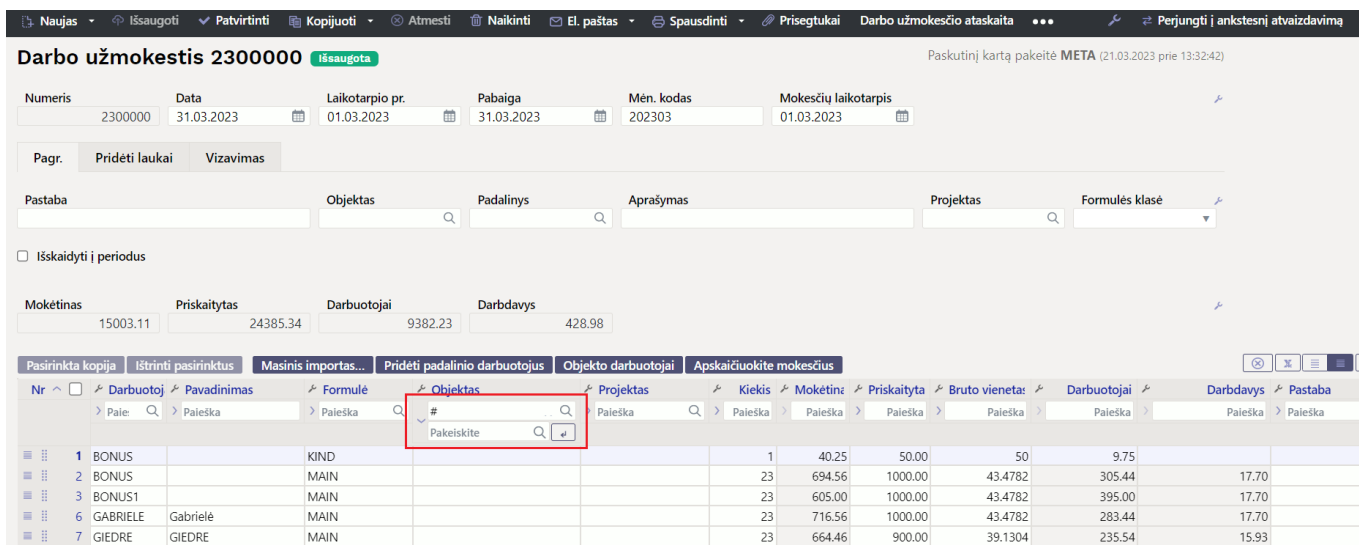 Naujas Išsaugoti Patvirtinti Kopijuoti Atmesti Naikinti El. paštas Spausdinti Prisegtukai Darbo užmokesčio ataskaita ••• Perjungti į ankstesnį atvaizdavimą
Darbo užmokestis 2300000 Išsaugota Paskutinį kartą pakeitė META (21.03.2023 prie 13:32:42)
Numeris Data Laikotarpio pr. Pabaiga Mėn. kodas Mokesčių laikotarpis
2300000 31.03.2023 01.03.2023 31.03.2023 202303 01.03.2023
Pagr. Pridėti laukai Vizavimas
Pastaba Objektas Padalinys Aprašymas Projektas Formulės klasė
Išskaidyti į periodus
Mokėtinas Priskaitytas Darbuotojai Darbdavys
15003.11 24385.34 9382.23 428.98
Pasirinkta kopija Ištrinti pasirinktus Masinis importas... Pridėti padalinio darbuotojus Objekto darbuotojai Apskaičiuokite mokesčius
Nr Darbuotoj Pavadinimas Formulė Objektas Projektas Kiekis Mokėtina Priskaityta Bruto vienetas Darbuotojai Darbdavys Pastaba
Paie: Paieška Paieška # Paieška Paieška Paieška Paieška Paieška Paieška Paieška Paieška
Pakeiskite
1 BONUS KIND 1 40.25 50.00 50 9.75
2 BONUS MAIN 23 694.56 1000.00 43.4782 305.44 17.70
3 BONUS1 MAIN 23 605.00 1000.00 43.4782 395.00 17.70
6 GABRIELE Gabrielė MAIN 23 716.56 1000.00 43.4782 283.44 17.70
7 GIEDRE GIEDRE MAIN 23 664.46 900.00 39.1304 235.54 15.93